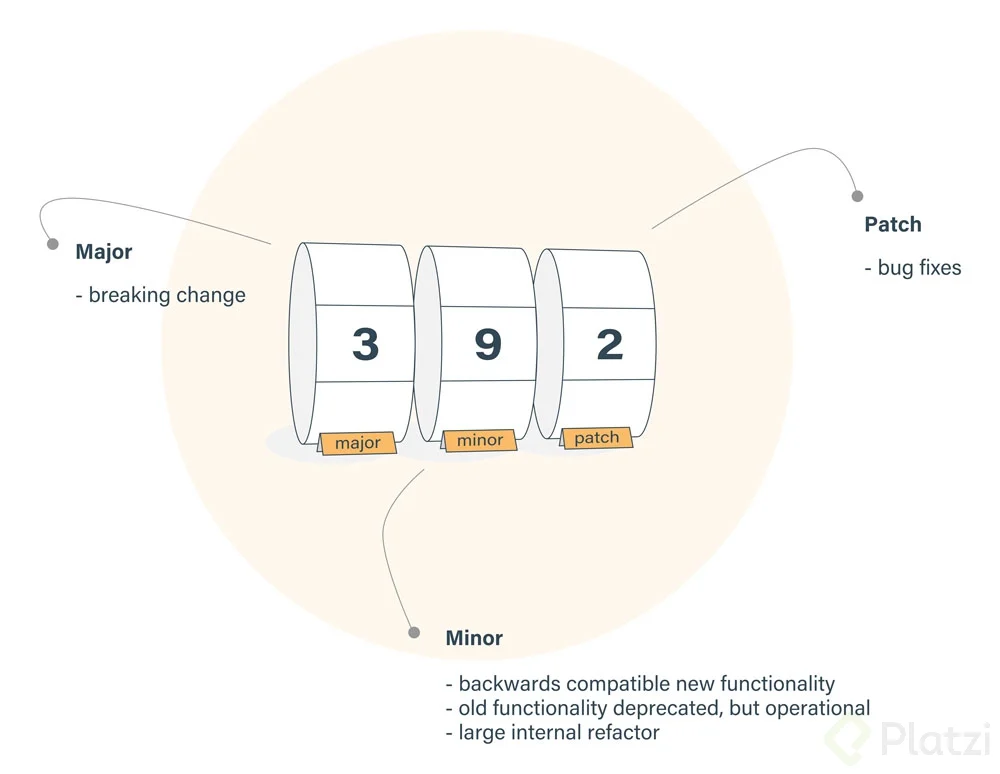 Patch
- bug fixes
Major
- breaking change
3 9 2
major minor patch
Minor
- backwards compatible new functionality
- old functionality deprecated, but operational
- large internal refactor
Platzi